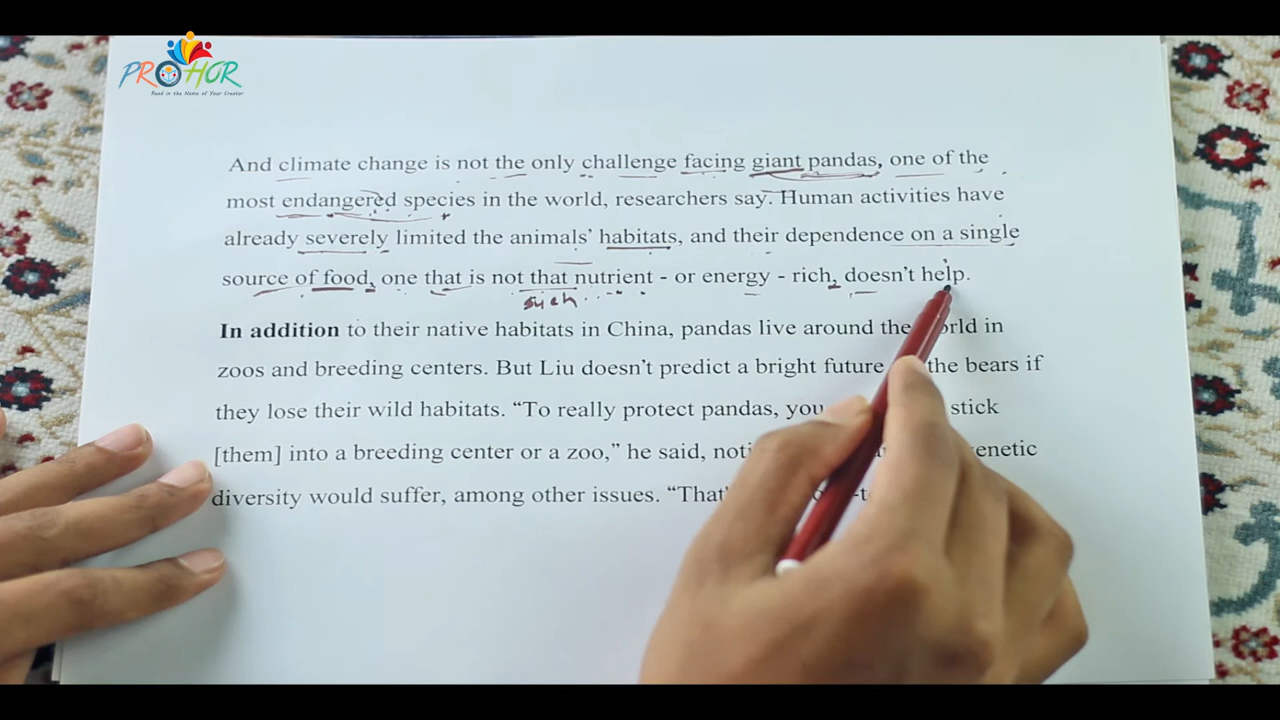 PROHOR
Read in the Name of Your Creator
And climate change is not the only challenge facing giant pandas, one of the
most endangered species in the world, researchers say. Human activities have
already severely limited the animals’ habitats, and their dependence on a single
source of food, one that is not that nutrient - or energy - rich, doesn’t help.
such
In addition to their native habitats in China, pandas live around the world in
zoos and breeding centers. But Liu doesn’t predict a bright future the bears if
they lose their wild habitats. “To really protect pandas, you stick
[them] into a breeding center or a zoo,” he said,
diversity would suffer, among other issues.